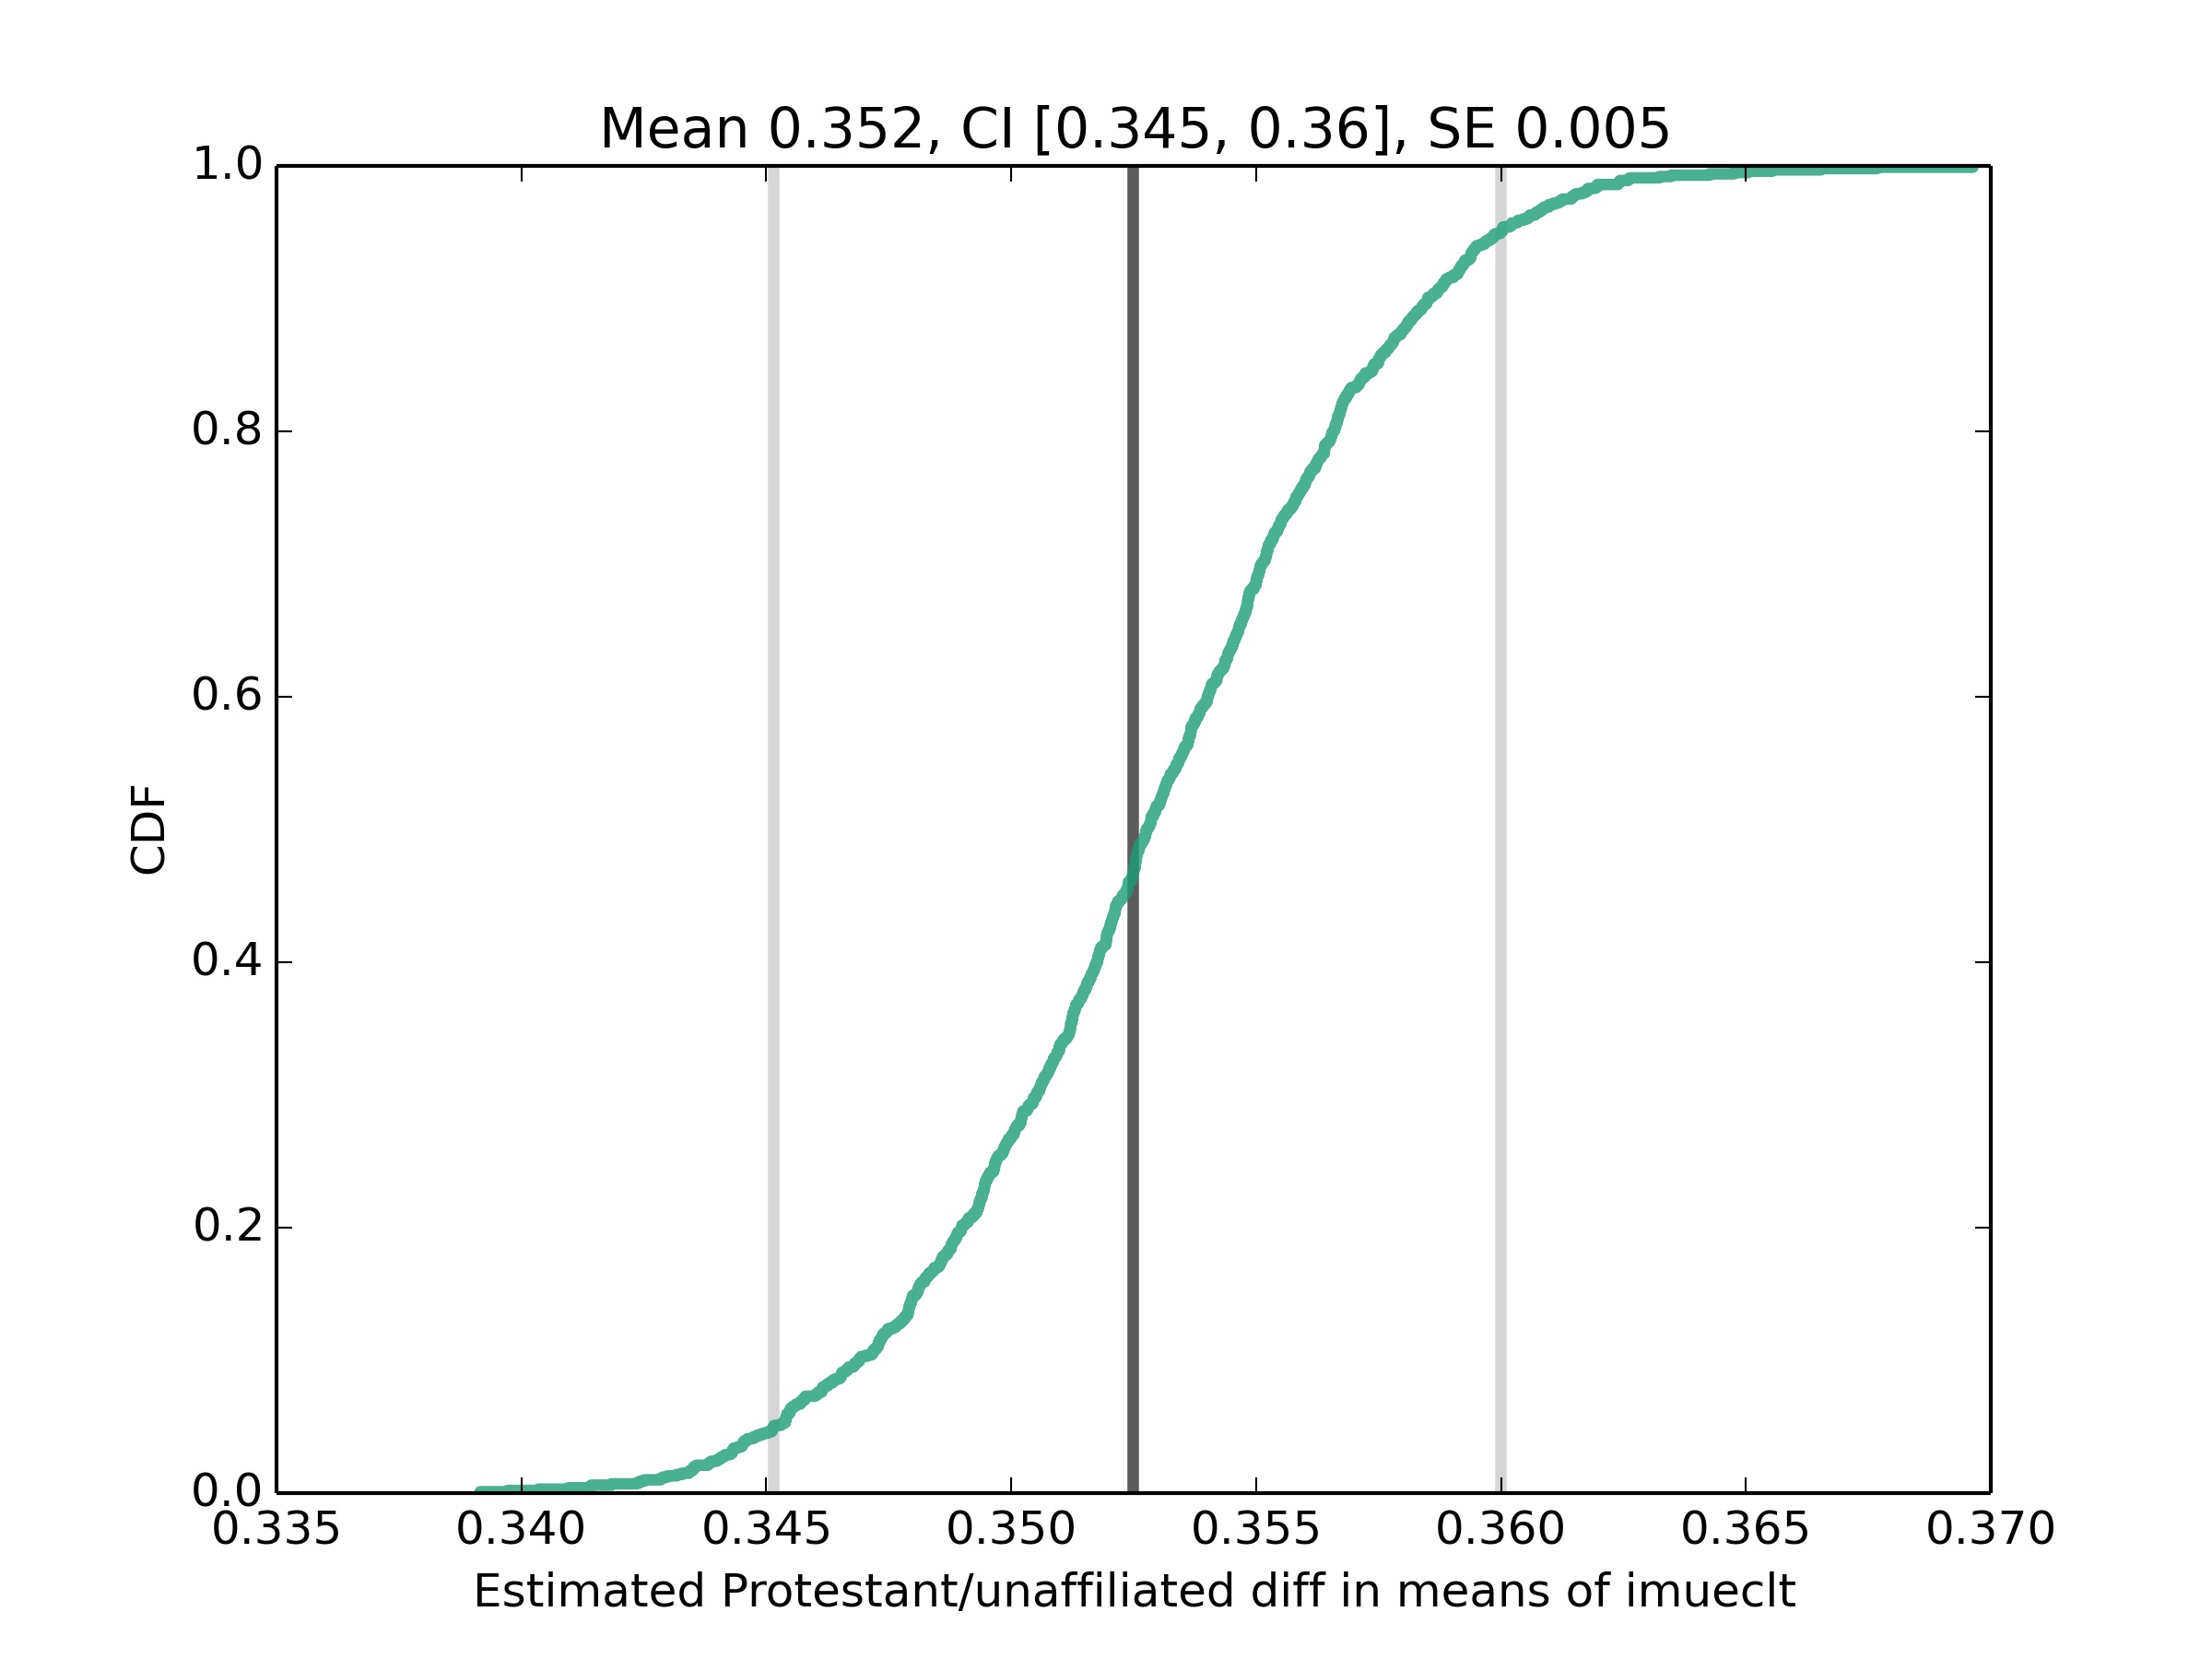 Mean 0.352, CI [0.345, 0.36], SE 0.005
1.0
0.8
0.6
0.4
0.2
0.0
CDF
0.335 0.340 0.345 0.350 0.355 0.360 0.365 0.370
Estimated Protestant/unaffiliated diff in means of imueclt